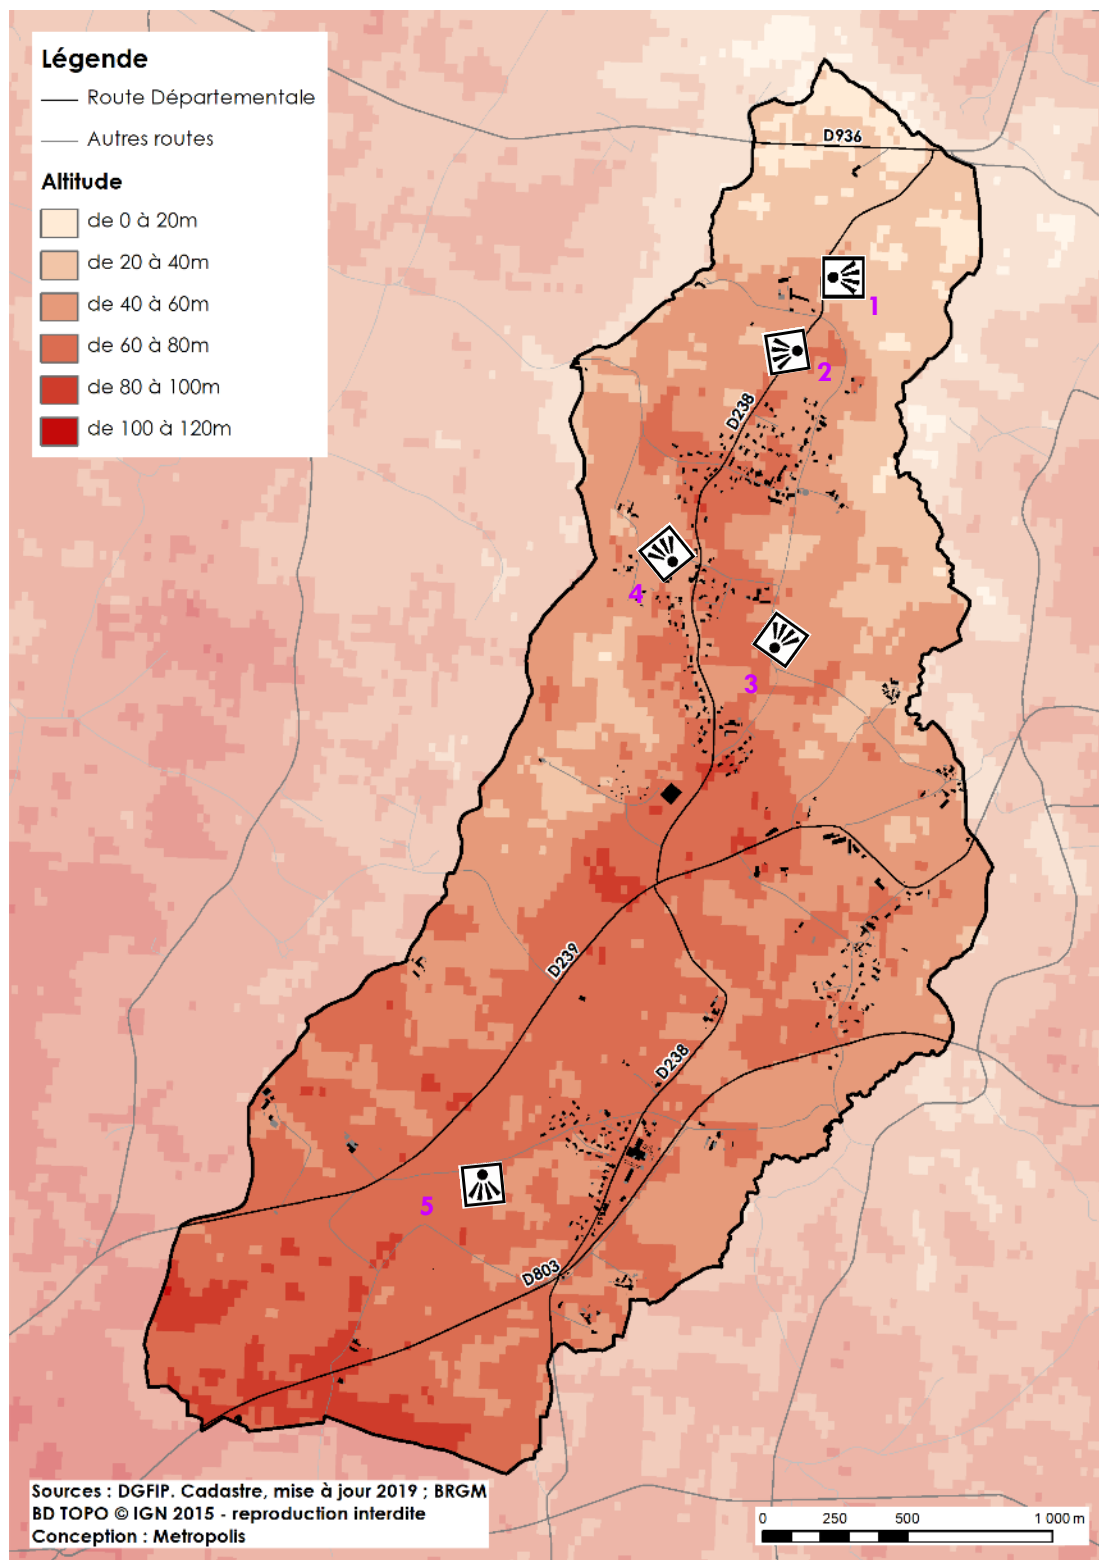 Légende
Route Départementale
Autres routes
Altitude
de 0 à 20m
de 20 à 40m
de 40 à 60m
de 60 à 80m
de 80 à 100m
de 100 à 120m
D936
1
2
D238
4
3
D239
D238
5
D803
Sources : DGFIP. Cadastre, mise à jour 2019 ; BRGM
BD TOPO © IGN 2015 - reproduction interdite
Conception : Metropolis
0 250 500 1 000 m